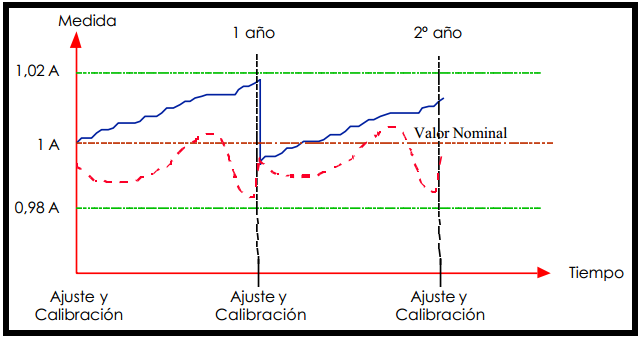 Medida
1 año
2º año
1,02 A
Valor Nominal
1 A
0,98 A
Tiempo
Ajuste y
Calibración
Ajuste y
Calibración
Ajuste y
Calibración